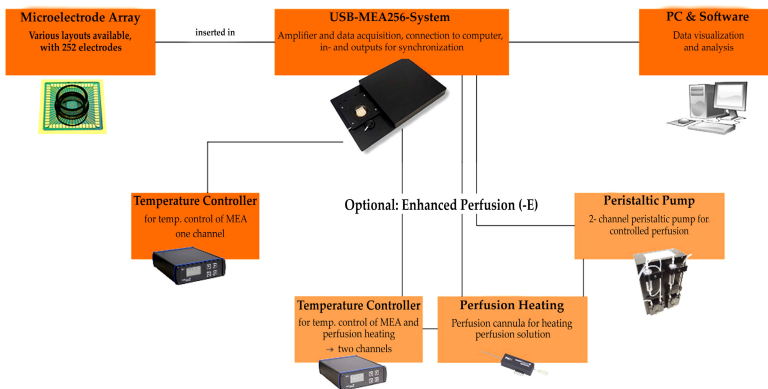 Microelectrode Array
Various layouts available,
with 252 electrodes
inserted in
USB-MEA256-System
Amplifier and data acquisition, connection to computer,
in- and outputs for synchronization
PC & Software
Data visualization
and analysis
Temperature Controller
for temp. control of MEA
one channel
Optional: Enhanced Perfusion (-E)
Peristaltic Pump
2- channel peristaltic pump for
controlled perfusion
Temperature Controller
for temp. control of MEA and
perfusion heating
→ two channels
Perfusion Heating
Perfusion cannula for heating
perfusion solution